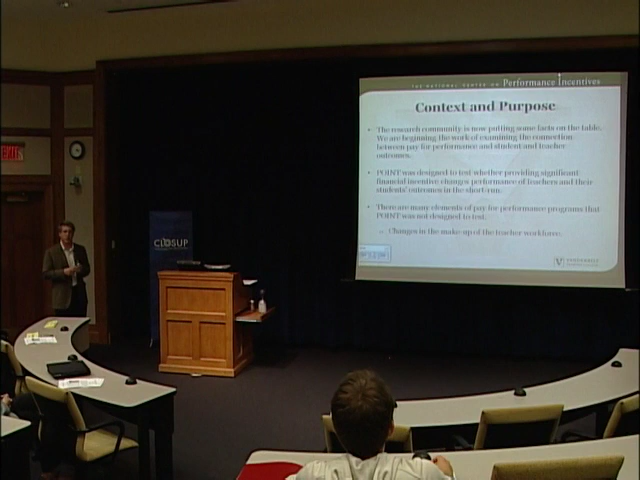 THE NATIONAL CENTER ON Performance Incentives
Context and Purpose
The research community is now putting some facts on the table.
We are beginning the work of examining the connection
between pay for performance and student and teacher
outcomes.
POINT was designed to test whether providing significant
financial incentive changes performance of teachers and their
students' outcomes in the short-run.
There are many elements of pay for performance programs that
POINT was not designed to test.
– Changes in the make-up of the teacher workforce.
V VANDERBILT
EXIT
CLOSUP